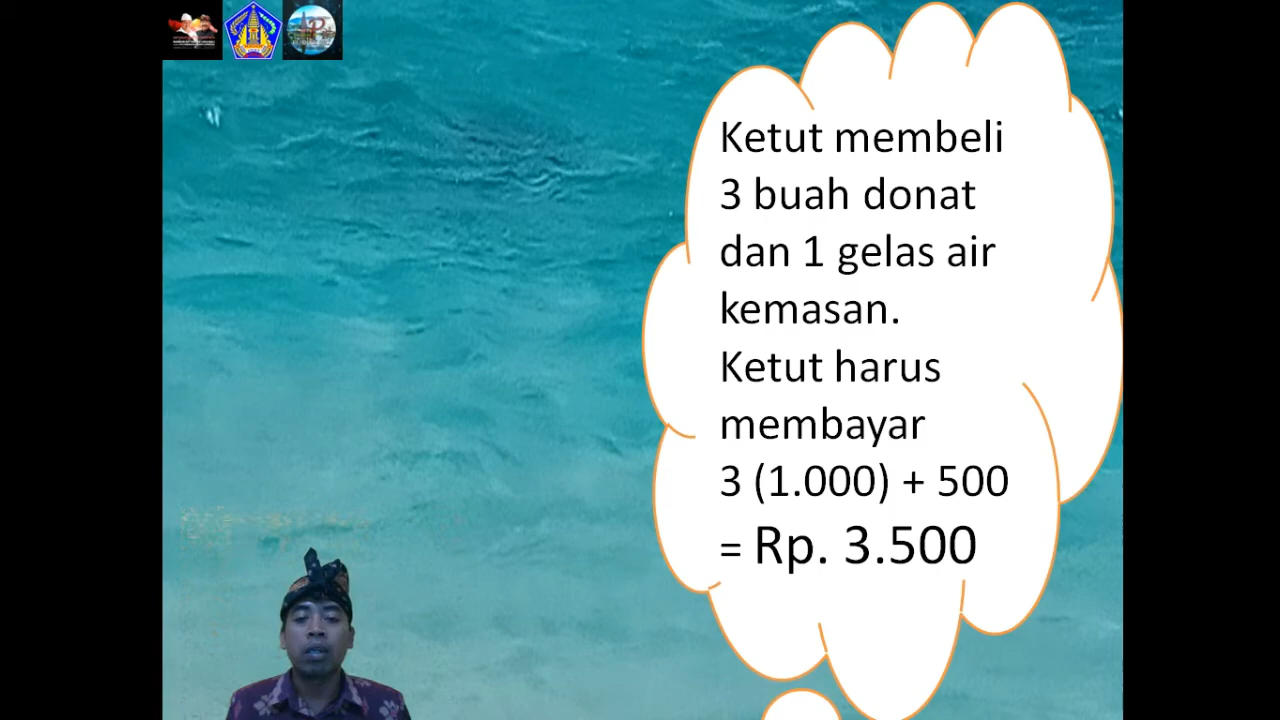 Ketut membeli
3 buah donat
dan 1 gelas air
kemasan.
Ketut harus
membayar
3 (1.000) + 500
= Rp. 3.500